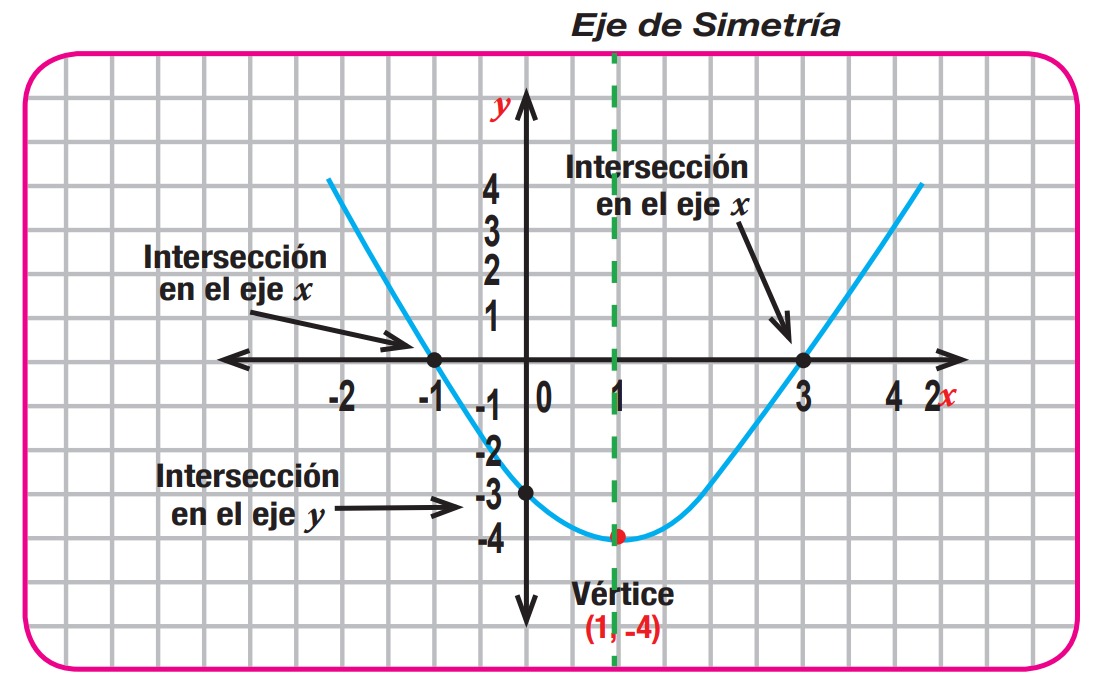 Eje de Simetría
y
Intersección
en el eje x
4
3
2
1
Intersección
en el eje x
-2 -1 0 1 3 4 2x
-1
-2
-3
-4
Intersección
en el eje y
Vértice
(1, -4)